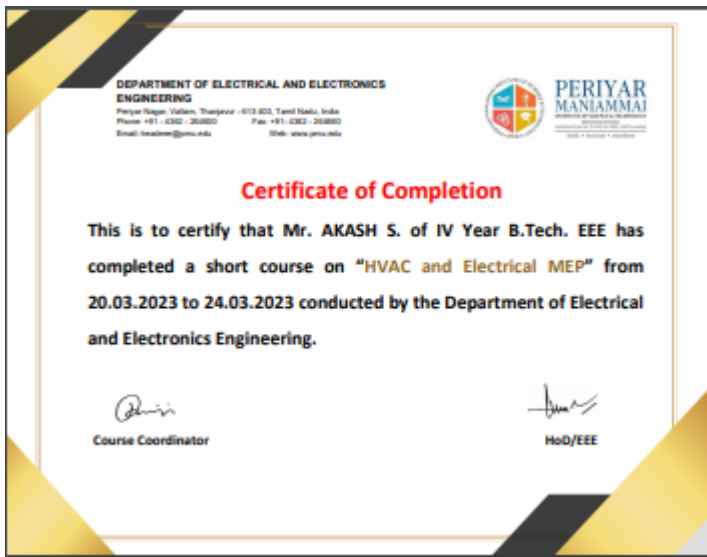 DEPARTMENT OF ELECTRICAL AND ELECTRONICS
ENGINEERING
Periyar Nagar, Vallam, Thanjavur - 613 403, Tamil Nadu, India
Phone: +91 - 4362 - 264600 Fax: +91- 4362 - 264660
Email: headeee@pmu.edu Web: www.pmu.edu
PERIYAR
MANIAMMAI
INSTITUTE OF SCIENCE & TECHNOLOGY
Certificate of Completion
This is to certify that Mr. AKASH S. of IV Year B.Tech. EEE has
completed a short course on “HVAC and Electrical MEP” from
20.03.2023 to 24.03.2023 conducted by the Department of Electrical
and Electronics Engineering.
Course Coordinator
HoD/EEE